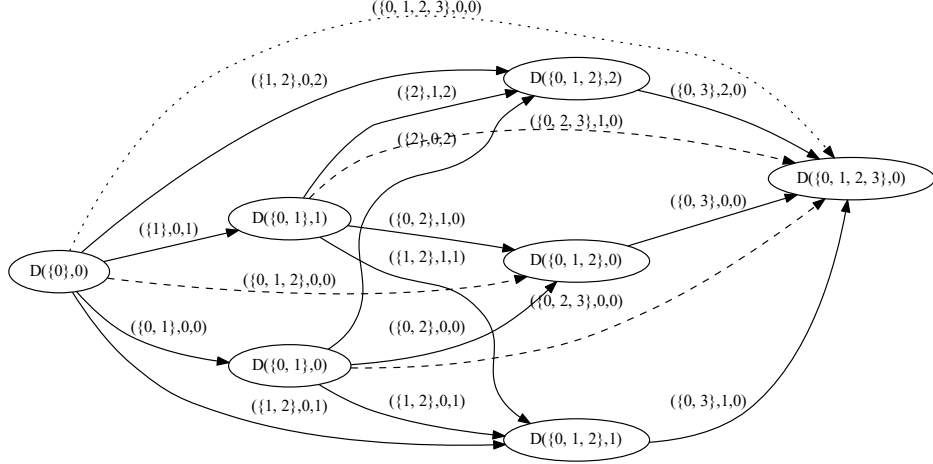 ({0, 1, 2, 3},0,0)
({1, 2},0,2)
D({0, 1, 2},2)
({2},1,2)
({0, 3},2,0)
({0, 2, 3},1,0)
({2},0,2)
D({0, 1, 2, 3},0)
({0, 3},0,0)
D({0, 1},1)
({0, 2},1,0)
({1},0,1)
({1, 2},1,1)
D({0, 1, 2},0)
D({0},0)
({0, 1, 2},0,0)
({0, 2, 3},0,0)
({0, 1},0,0)
({0, 2},0,0)
D({0, 1},0)
({1, 2},0,1)
({1, 2},0,1)
({0, 3},1,0)
D({0, 1, 2},1)